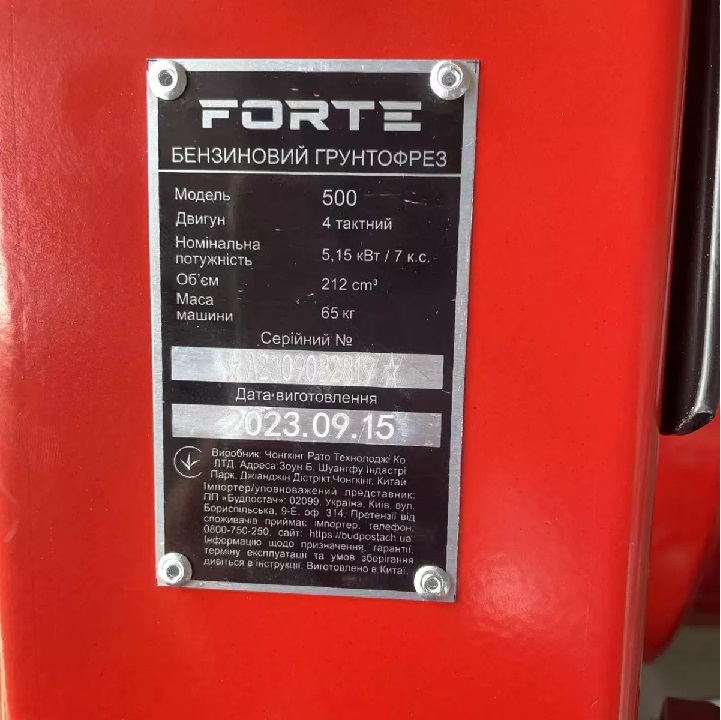 FORTE
БЕНЗИНОВИЙ ГРУНТОФРЕЗ
Модель 500
Двигун 4 тактний
Номінальна
потужність 5,15 кВт / 7 к.с.
Об'єм 212 cm³
Маса
машини 65 кг
Серійний №
Дата виготовлення
2023.09.15
Виробник: Чонгкінг Рато Технолоджі Ко
ЛТД. Адреса: Зоун Б, Шуангфу Індастрі
Парк, Джіанджін Дістрікт, Чонгкінг, Китай
Імпортер/уповноважений представник:
ПП «Будпостач»: 02099, Україна, Київ, вул.
Бориспільська, 9-Е, оф. 314. Претензії від
споживачів приймає імпортер, телефон:
0800-750-250, сайт: https://budpostach.ua
Інформацію щодо призначення, гарантії,
терміну експлуатації та умов зберігання
дивіться в інструкції. Виготовлено в Китаї.